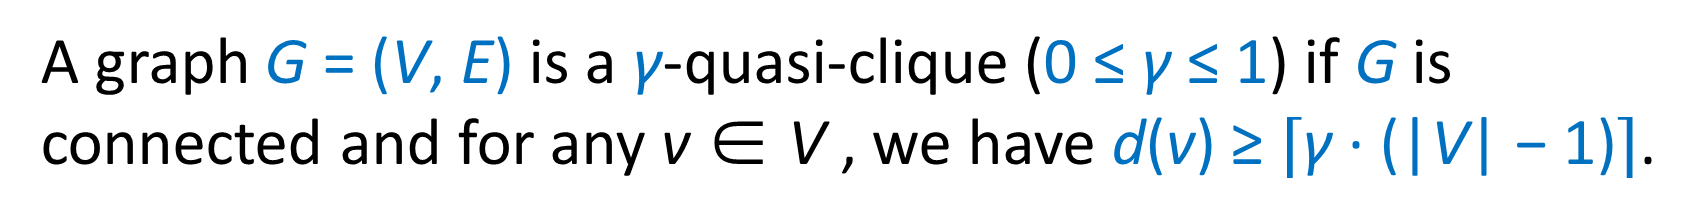 A graph G = (V, E) is a γ-quasi-clique (0 ≤ γ ≤ 1) if G is
connected and for any v ∈ V , we have d(v) ≥ ⌈γ · (|V| − 1)⌉.